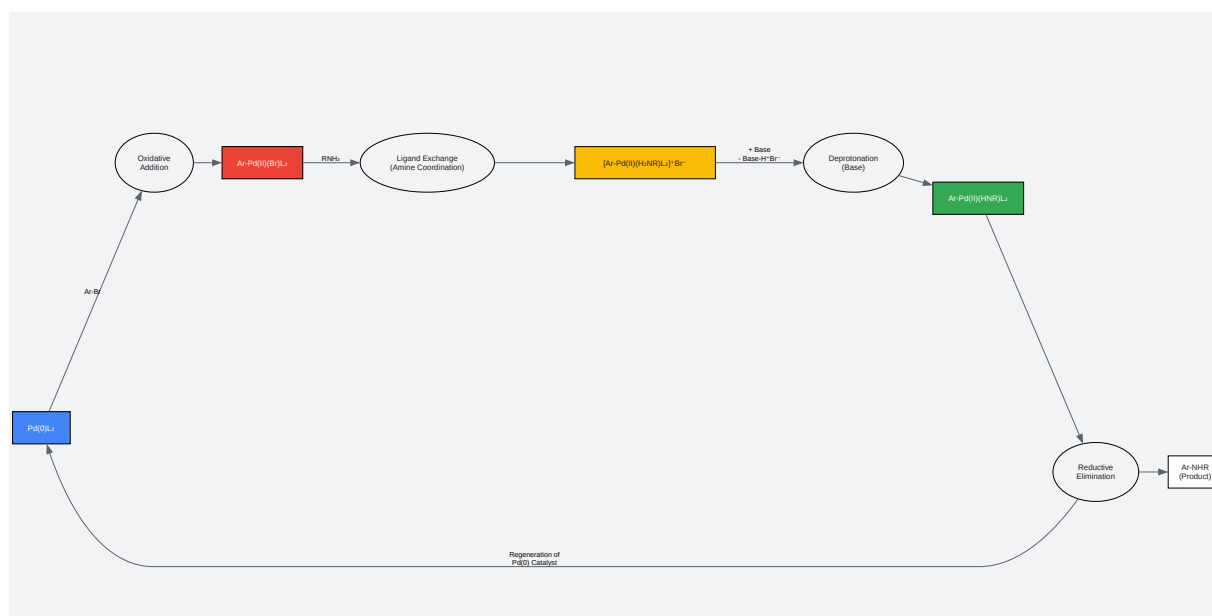 Oxidative
Addition
Ar-Pd(II)(Br)L₂
RNH₂
Ligand Exchange
(Amine Coordination)
[Ar-Pd(II)(H₂NR)L₂]⁺Br⁻
+ Base
- Base-H⁺Br⁻
Deprotonation
(Base)
Ar-Pd(II)(HNR)L₂
Ar-Br
Pd(0)L₂
Reductive
Elimination
Ar-NHR
(Product)
Regeneration of
Pd(0) Catalyst